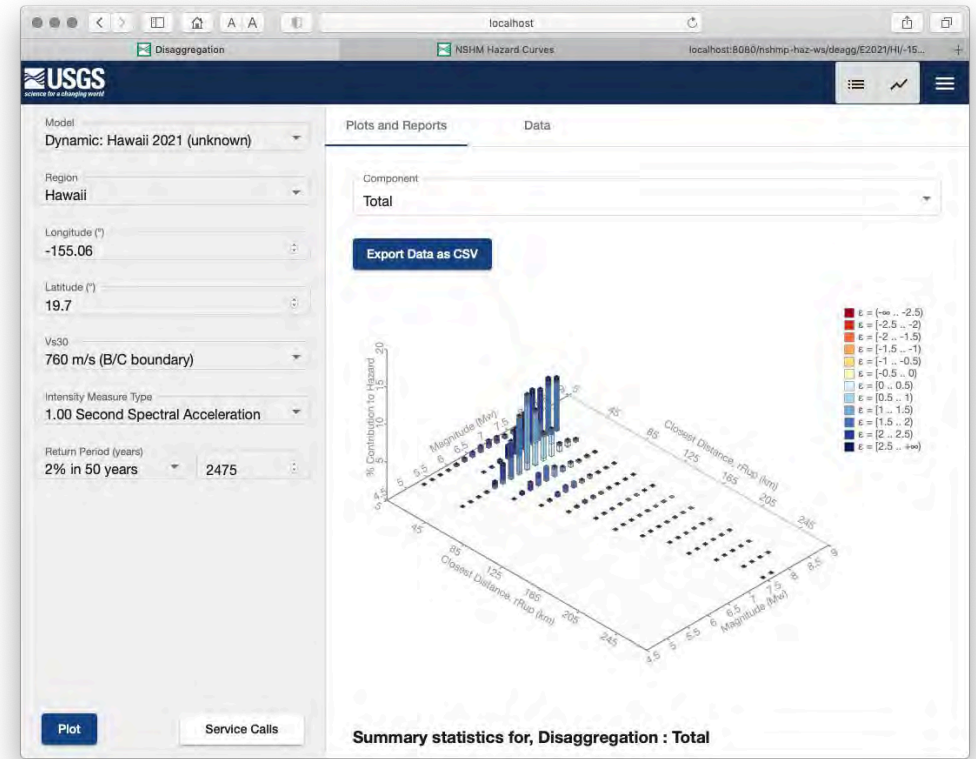 A A
localhost
Disaggregation
NSHM Hazard Curves
localhost:8080/nshmp-haz-ws/deagg/E2021/HI/-15...
USGS
science for a changing world
Model
Dynamic: Hawaii 2021 (unknown)
Region
Hawaii
Longitude (°)
-155.06
Latitude (°)
19.7
Vs30
760 m/s (B/C boundary)
Intensity Measure Type
1.00 Second Spectral Acceleration
Return Period (years)
2% in 50 years
2475
Plot
Service Calls
Plots and Reports
Data
Component
Total
Export Data as CSV
ε = (-∞ .. -2.5)
ε = [-2.5 .. -2)
ε = [-2 .. -1.5)
ε = [-1.5 .. -1)
ε = [-1 .. -0.5)
ε = [-0.5 .. 0)
ε = [0 .. 0.5)
ε = [0.5 .. 1)
ε = [1 .. 1.5)
ε = [1.5 .. 2)
ε = [2 .. 2.5)
ε = [2.5 .. +∞)
% Contribution to Hazard
5 10 15 20
Magnitude (Mw)
4.5 5 5.5 6 6.5 7 7.5
Closest Distance, rRup (km)
5 45 85 125 165 205 245
Closest Distance, rRup (km)
5 45 85 125 165 205 245
Magnitude (Mw)
4.5 5 5.5 6 6.5 7 7.5 8 8.5 9
Summary statistics for, Disaggregation : Total